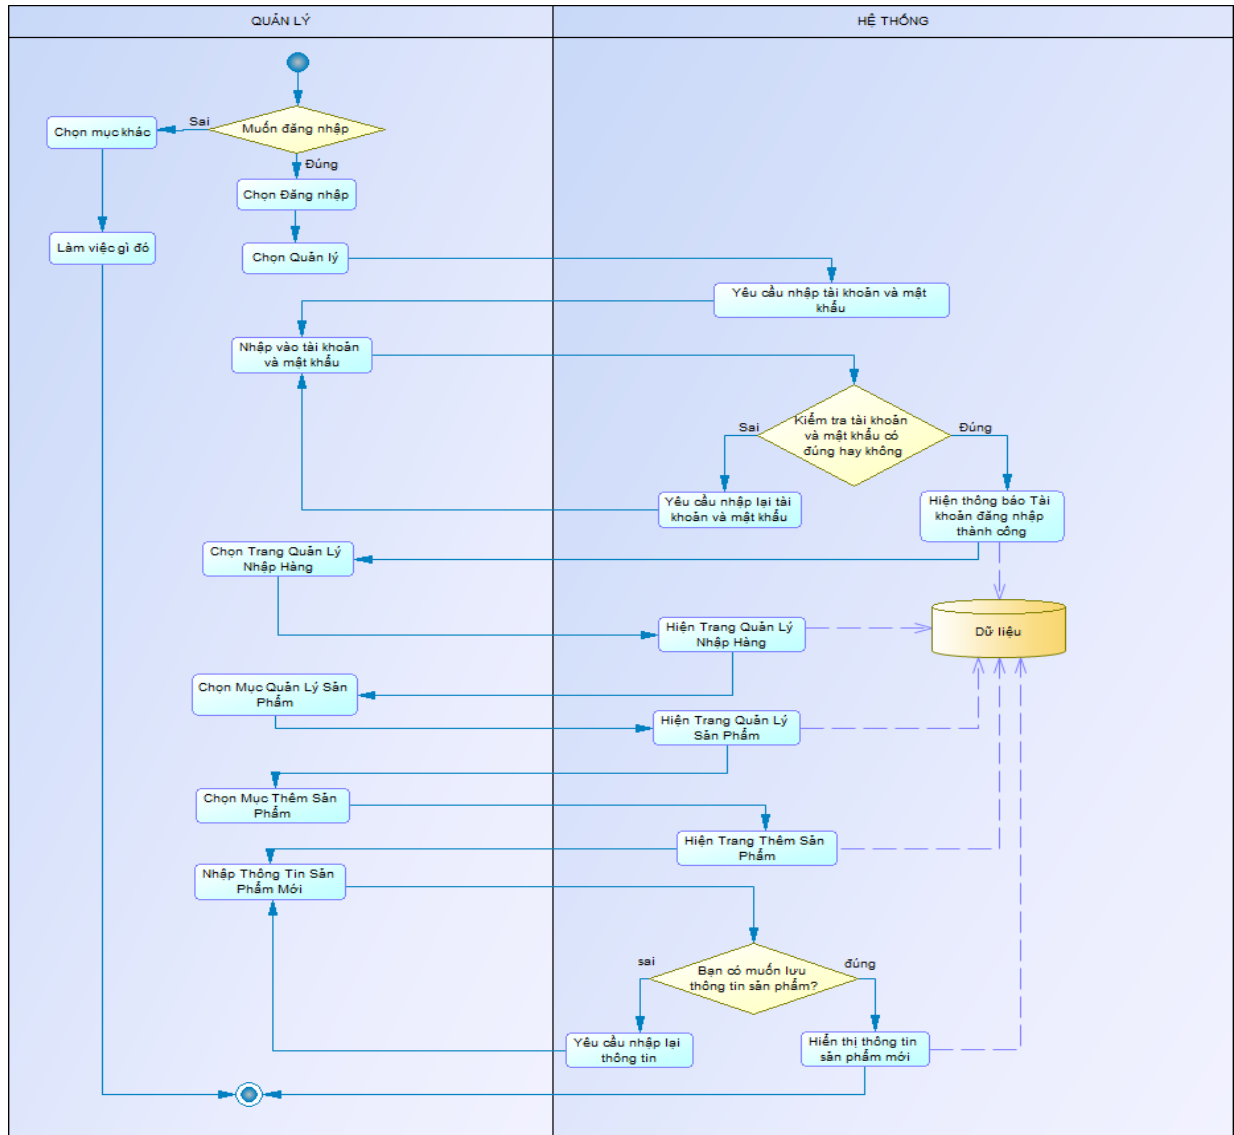 QUẢN LÝ
HỆ THỐNG
Muốn đăng nhập
Sai
Chọn mục khác
Đúng
Chọn Đăng nhập
Làm việc gì đó
Chọn Quản lý
Yêu cầu nhập tài khoản và mật
khẩu
Nhập vào tài khoản
và mật khẩu
Kiểm tra tài khoản
và mật khẩu có
đúng hay không
Sai
Đúng
Yêu cầu nhập lại tài
khoản và mật khẩu
Hiện thông báo Tài
khoản đăng nhập
thành công
Chọn Trang Quản Lý
Nhập Hàng
Hiện Trang Quản Lý
Nhập Hàng
Dữ liệu
Chọn Mục Quản Lý Sản
Phẩm
Hiện Trang Quản Lý
Sản Phẩm
Chọn Mục Thêm Sản
Phẩm
Hiện Trang Thêm Sản
Phẩm
Nhập Thông Tin Sản
Phẩm Mới
sai
đúng
Bạn có muốn lưu
thông tin sản phẩm?
Yêu cầu nhập lại
thông tin
Hiển thị thông tin
sản phẩm mới